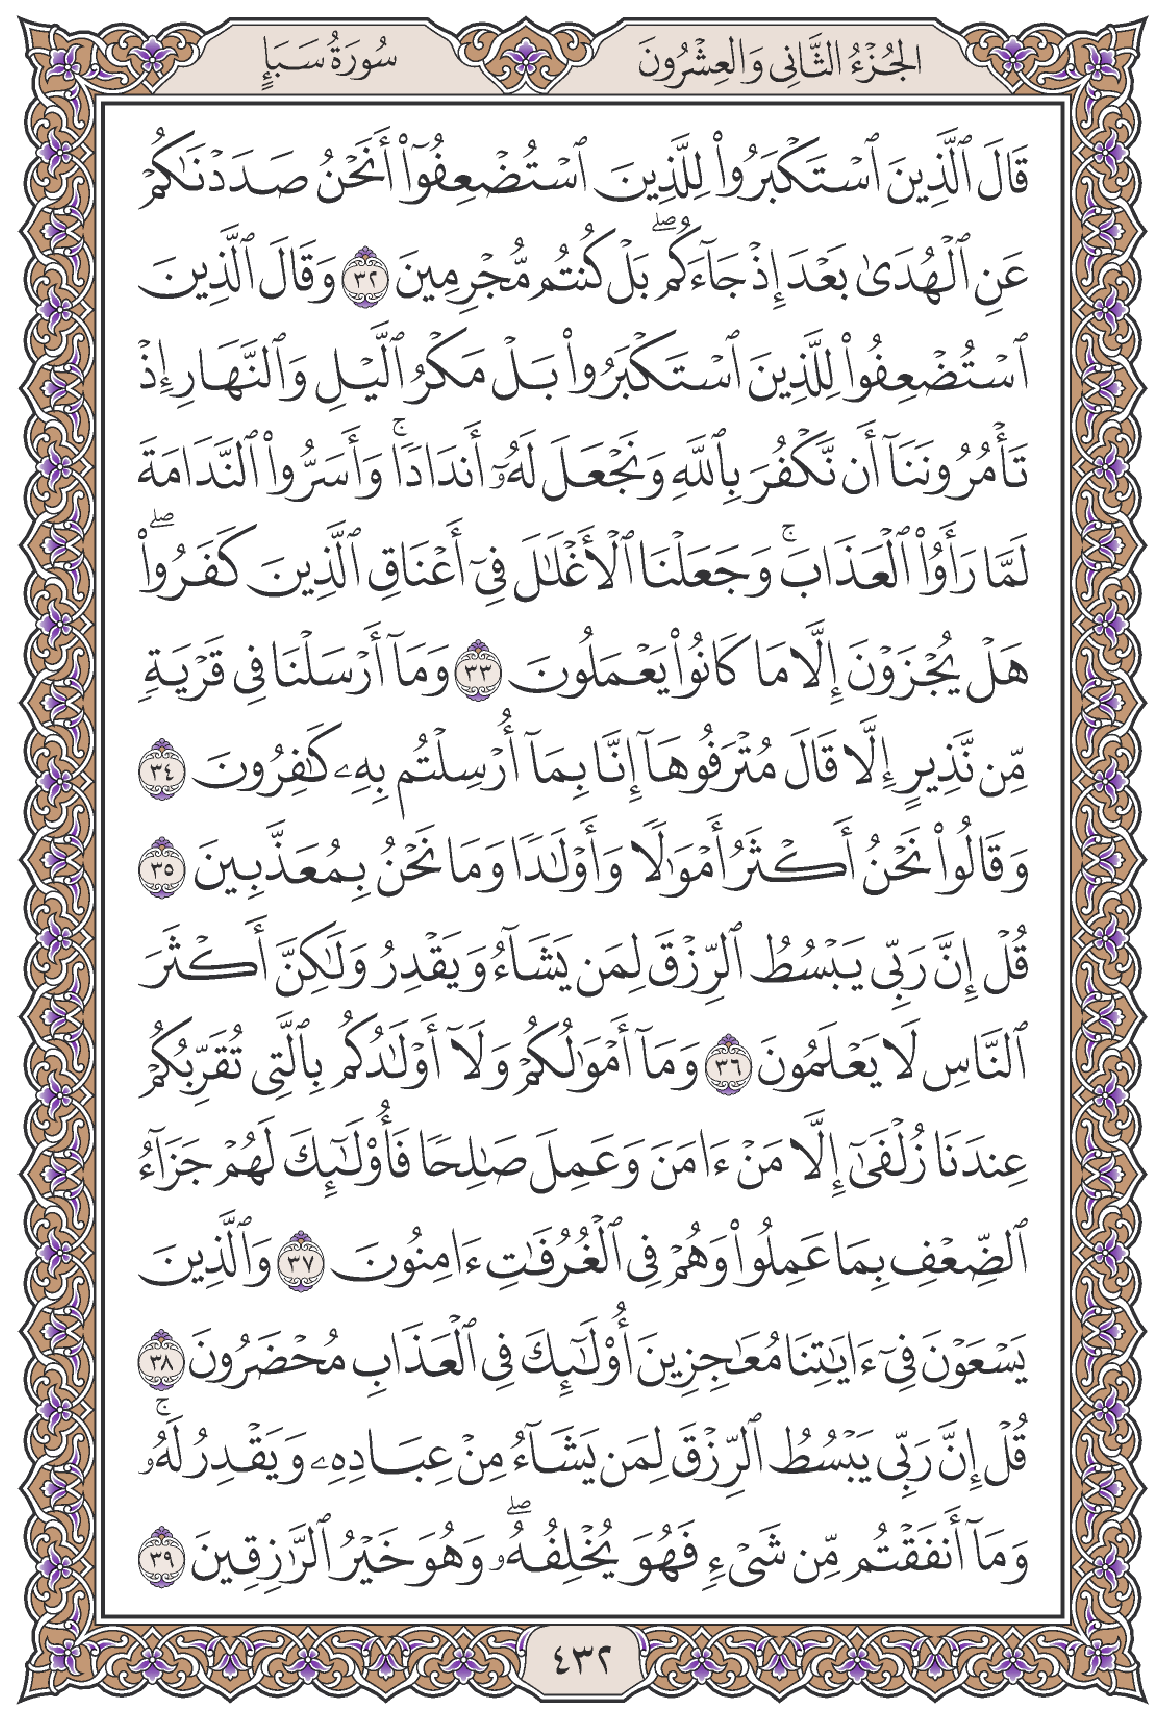 الجُزْءُ الثَّانِي وَالعِشْرُونَ
سُورَةُ سَبَإٍ
قَالَ ٱلَّذِينَ ٱسْتَكْبَرُوا۟ لِلَّذِينَ ٱسْتُضْعِفُوٓا۟ أَنَحْنُ صَدَدْنَـٰكُمْ
عَنِ ٱلْهُدَىٰ بَعْدَ إِذْ جَآءَكُم ۖ بَلْ كُنتُم مُّجْرِمِينَ ٣٢ وَقَالَ ٱلَّذِينَ
ٱسْتُضْعِفُوا۟ لِلَّذِينَ ٱسْتَكْبَرُوا۟ بَلْ مَكْرُ ٱلَّيْلِ وَٱلنَّهَارِ إِذْ
تَأْمُرُونَنَآ أَن نَّكْفُرَ بِٱللَّهِ وَنَجْعَلَ لَهُۥٓ أَندَادًا ۚ وَأَسَرُّوا۟ ٱلنَّدَامَةَ
لَمَّا رَأَوُا۟ ٱلْعَذَابَ ۚ وَجَعَلْنَا ٱلْأَغْلَـٰلَ فِىٓ أَعْنَاقِ ٱلَّذِينَ كَفَرُوا۟ ۖ
هَلْ يُجْزَوْنَ إِلَّا مَا كَانُوا۟ يَعْمَلُونَ ٣٣ وَمَآ أَرْسَلْنَا فِى قَرْيَةٍ
مِّن نَّذِيرٍ إِلَّا قَالَ مُتْرَفُوهَآ إِنَّا بِمَآ أُرْسِلْتُم بِهِۦ كَـٰفِرُونَ ٣٤
وَقَالُوا۟ نَحْنُ أَكْثَرُ أَمْوَٰلًا وَأَوْلَـٰدًا وَمَا نَحْنُ بِمُعَذَّبِينَ ٣٥
قُلْ إِنَّ رَبِّى يَبْسُطُ ٱلرِّزْقَ لِمَن يَشَآءُ وَيَقْدِرُ وَلَـٰكِنَّ أَكْثَرَ
ٱلنَّاسِ لَا يَعْلَمُونَ ٣٦ وَمَآ أَمْوَٰلُكُمْ وَلَآ أَوْلَـٰدُكُم بِٱلَّتِى تُقَرِّبُكُمْ
عِندَنَا زُلْفَىٰٓ إِلَّا مَنْ ءَامَنَ وَعَمِلَ صَـٰلِحًا فَأُو۟لَـٰٓئِكَ لَهُمْ جَزَآءُ
ٱلضِّعْفِ بِمَا عَمِلُوا۟ وَهُمْ فِى ٱلْغُرُفَـٰتِ ءَامِنُونَ ٣٧ وَٱلَّذِينَ
يَسْعَوْنَ فِىٓ ءَايَـٰتِنَا مُعَـٰجِزِينَ أُو۟لَـٰٓئِكَ فِى ٱلْعَذَابِ مُحْضَرُونَ ٣٨
قُلْ إِنَّ رَبِّى يَبْسُطُ ٱلرِّزْقَ لِمَن يَشَآءُ مِنْ عِبَادِهِۦ وَيَقْدِرُ لَهُۥ ۚ
وَمَآ أَنفَقْتُم مِّن شَىْءٍ فَهُوَ يُخْلِفُهُۥ ۖ وَهُوَ خَيْرُ ٱلرَّٰزِقِينَ ٣٩
٤٣٢